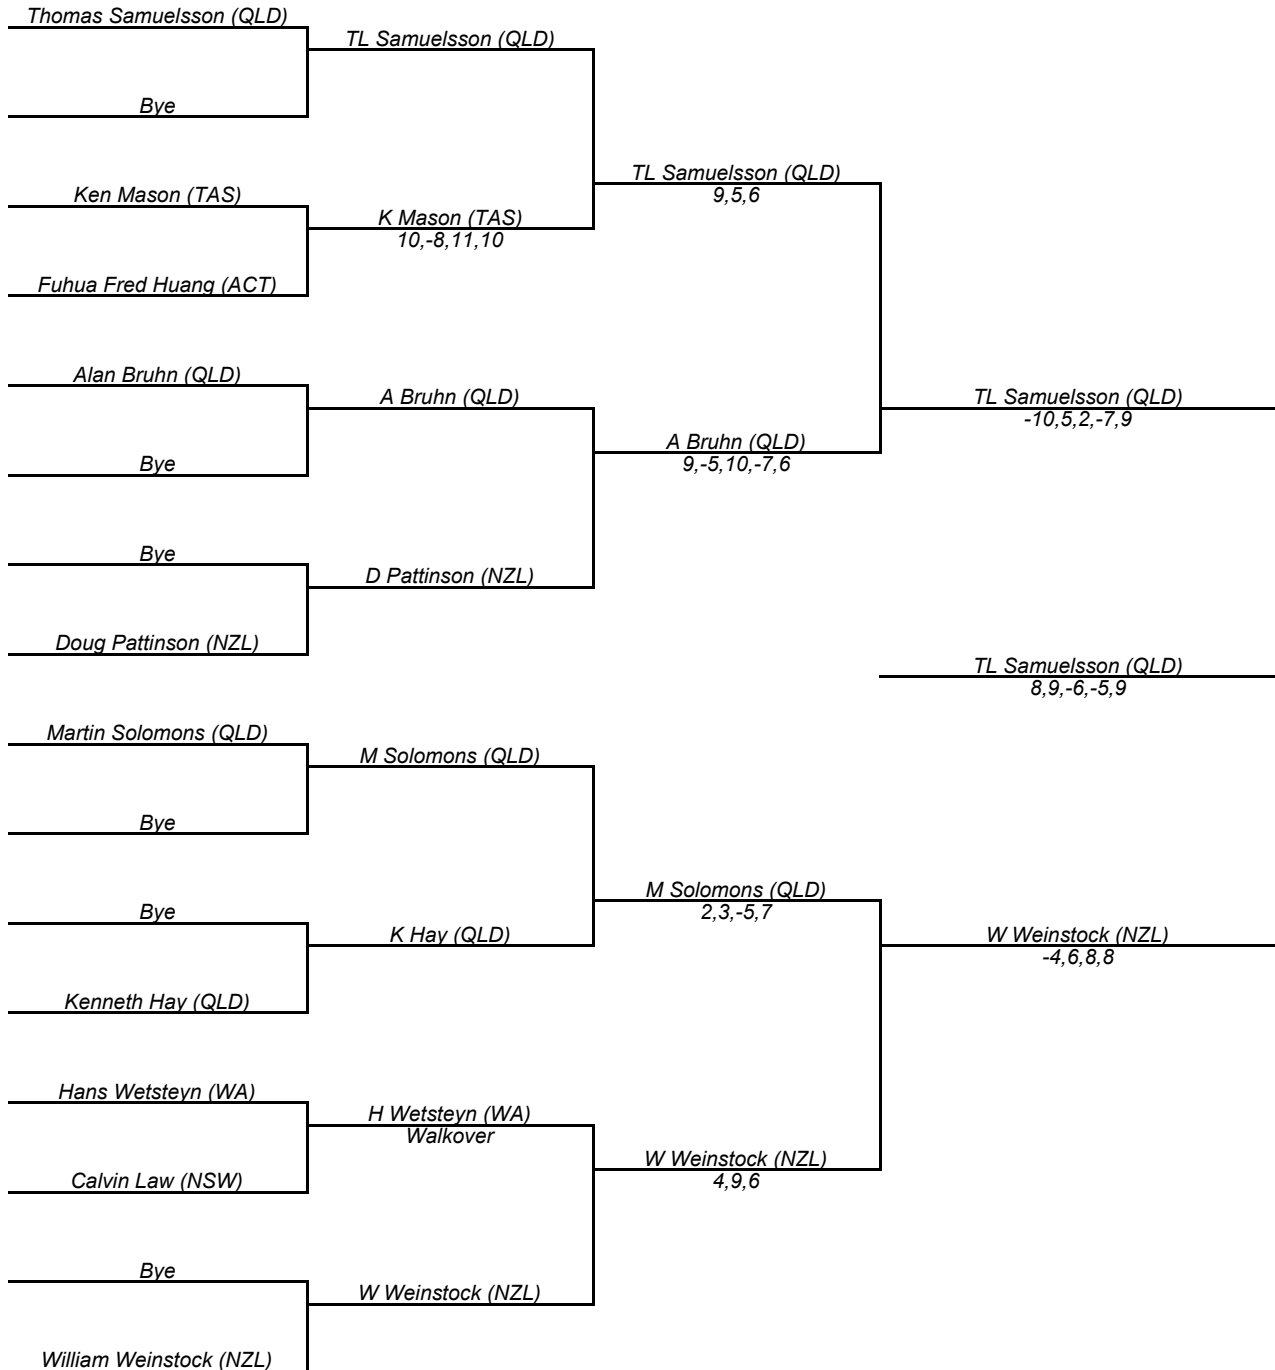 Thomas Samuelsson (QLD)
TL Samuelsson (QLD)
Bye
TL Samuelsson (QLD)
9,5,6
Ken Mason (TAS)
K Mason (TAS)
10,-8,11,10
Fuhua Fred Huang (ACT)
Alan Bruhn (QLD)
A Bruhn (QLD)
TL Samuelsson (QLD)
-10,5,2,-7,9
A Bruhn (QLD)
9,-5,10,-7,6
Bye
Bye
D Pattinson (NZL)
Doug Pattinson (NZL)
TL Samuelsson (QLD)
8,9,-6,-5,9
Martin Solomons (QLD)
M Solomons (QLD)
Bye
M Solomons (QLD)
2,3,-5,7
Bye
K Hay (QLD)
W Weinstock (NZL)
-4,6,8,8
Kenneth Hay (QLD)
Hans Wetsteyn (WA)
H Wetsteyn (WA)
Walkover
W Weinstock (NZL)
4,9,6
Calvin Law (NSW)
Bye
W Weinstock (NZL)
William Weinstock (NZL)